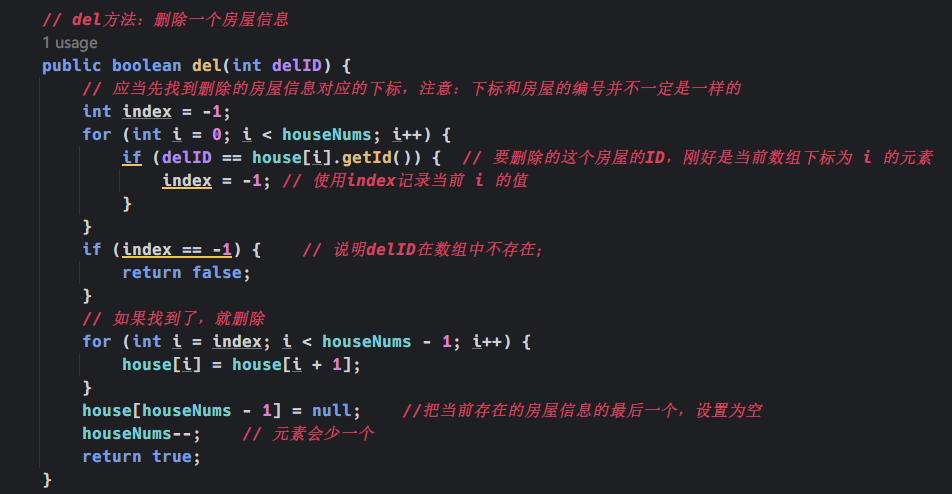 // del方法：删除一个房屋信息
1 usage
public boolean del(int delID) {
// 应当先找到删除的房屋信息对应的下标，注意：下标和房屋的编号并不一定是一样的
int index = -1;
for (int i = 0; i < houseNums; i++) {
if (delID == house[i].getId()) {  // 要删除的这个房屋的ID，刚好是当前数组下标为 i 的元素
index = -1; // 使用index记录当前 i 的值
}
}
if (index == -1) {    // 说明delID在数组中不存在；
return false;
}
// 如果找到了，就删除
for (int i = index; i < houseNums - 1; i++) {
house[i] = house[i + 1];
}
house[houseNums - 1] = null;    //把当前存在的房屋信息的最后一个，设置为空
houseNums--;    // 元素会少一个
return true;
}